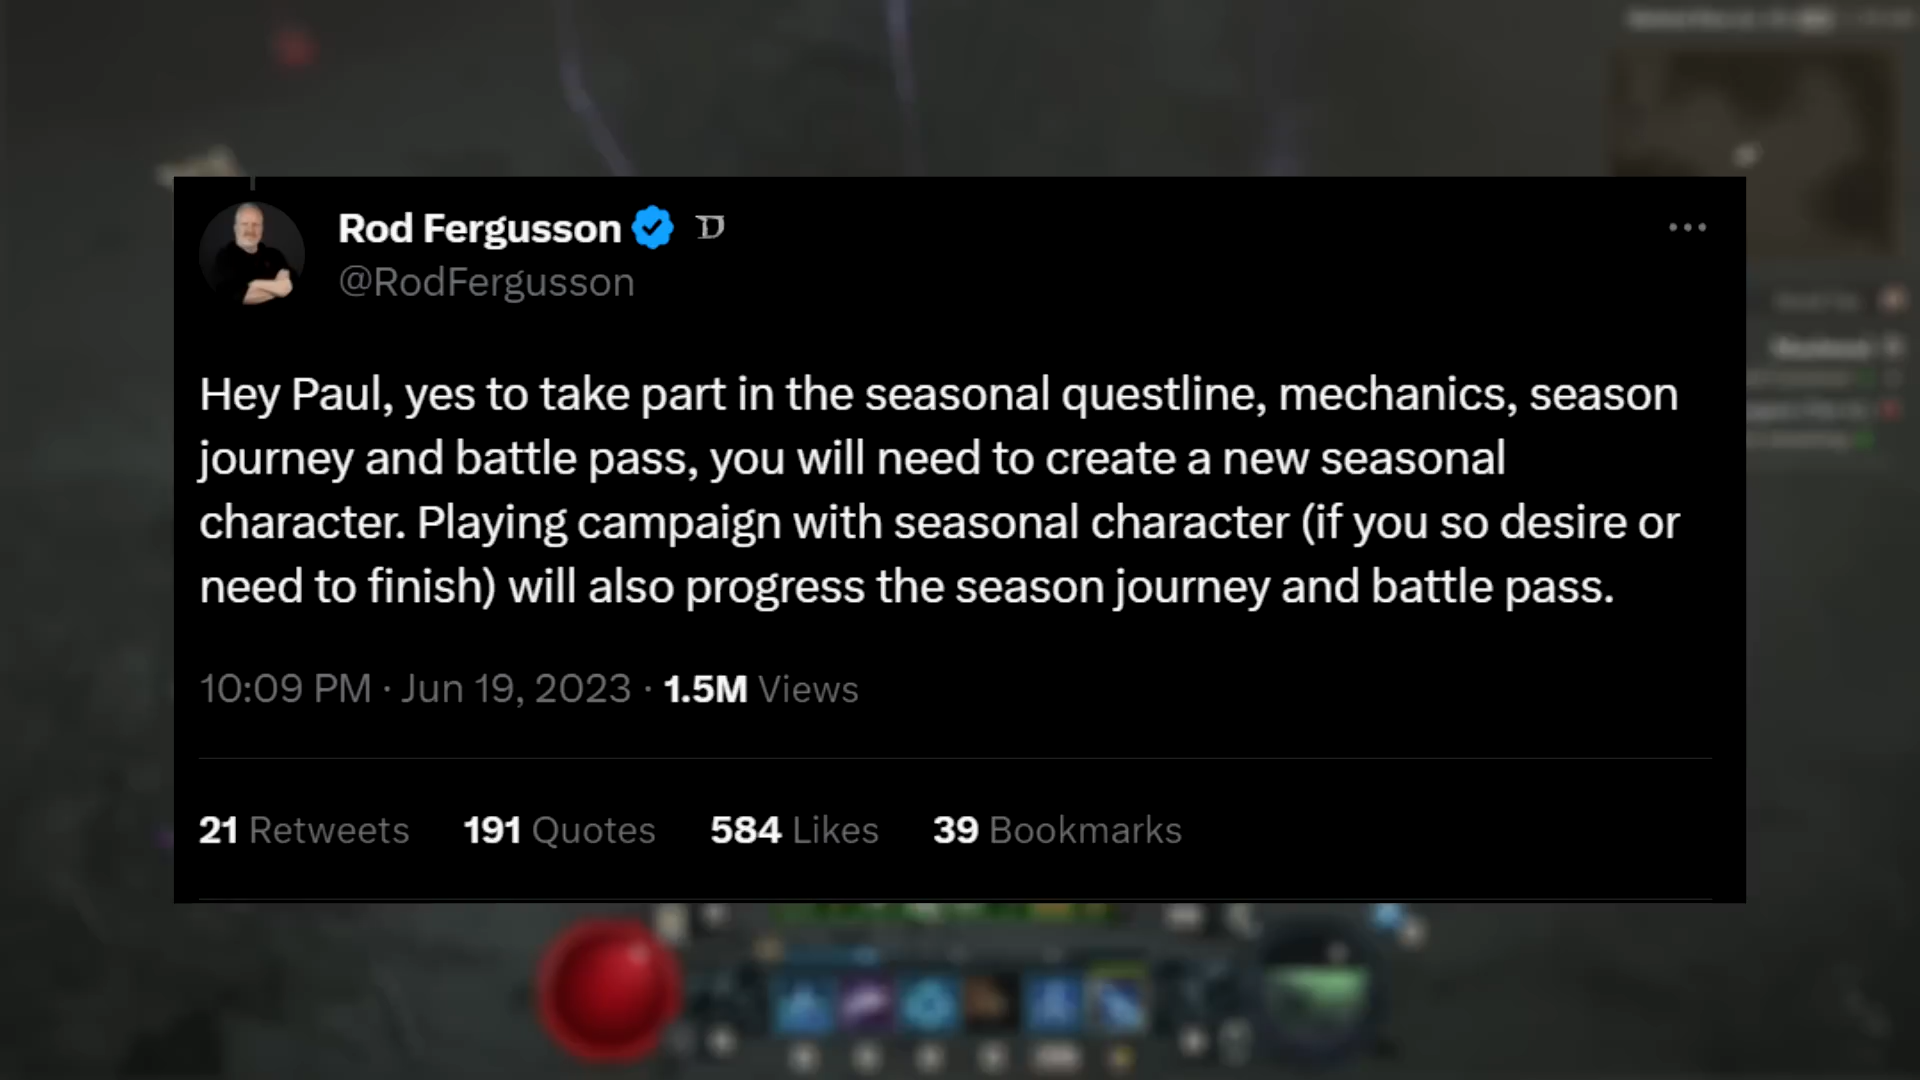 Rod Fergusson
@RodFergusson
Hey Paul, yes to take part in the seasonal questline, mechanics, season
journey and battle pass, you will need to create a new seasonal
character. Playing campaign with seasonal character (if you so desire or
need to finish) will also progress the season journey and battle pass.
10:09 PM · Jun 19, 2023 · 1.5M Views
21 Retweets 191 Quotes 584 Likes 39 Bookmarks